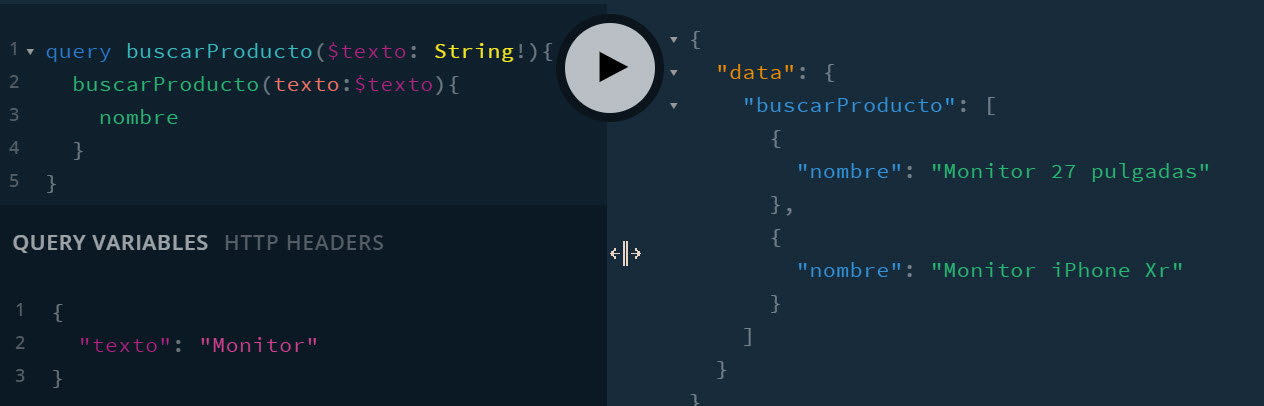 1 query buscarProducto($texto: String!){
2 buscarProducto(texto:$texto){
3 nombre
4 }
5 }
QUERY VARIABLES HTTP HEADERS
1 {
2 "texto": "Monitor"
3 }
{
"data": {
"buscarProducto": [
{
"nombre": "Monitor 27 pulgadas"
},
{
"nombre": "Monitor iPhone Xr"
}
]
}
}